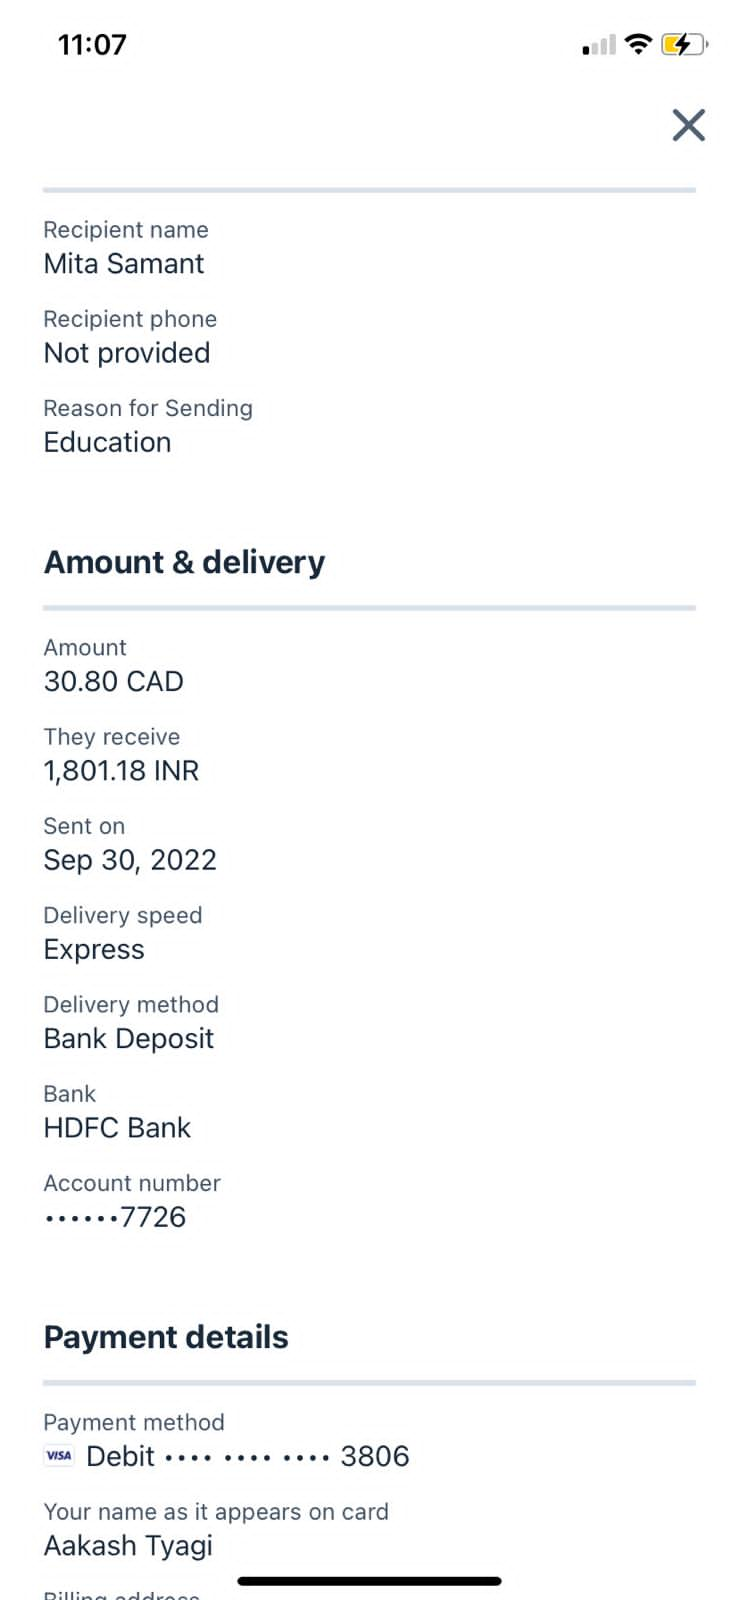 11:07
Recipient name
Mita Samant
Recipient phone
Not provided
Reason for Sending
Education
Amount & delivery
Amount
30.80 CAD
They receive
1,801.18 INR
Sent on
Sep 30, 2022
Delivery speed
Express
Delivery method
Bank Deposit
Bank
HDFC Bank
Account number
••••••7726
Payment details
Payment method
VISA Debit •••• •••• •••• 3806
Your name as it appears on card
Aakash Tyagi
Billing address